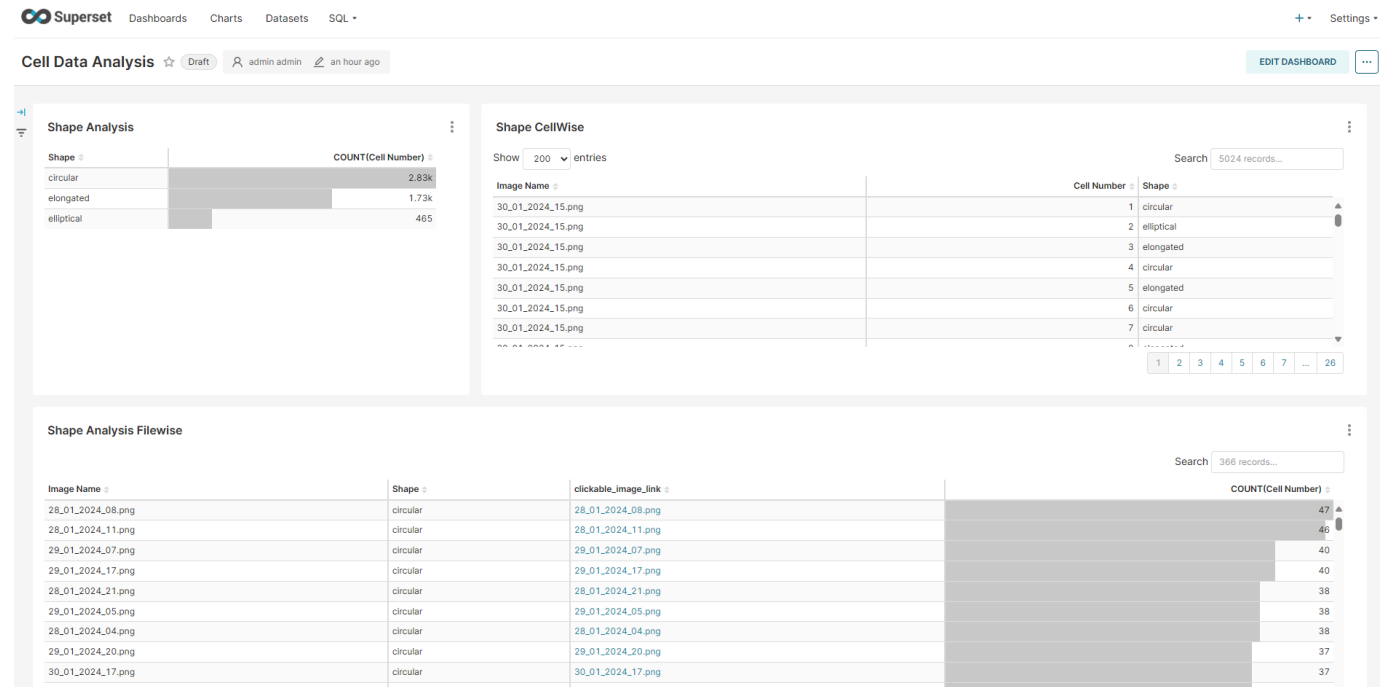 Superset Dashboards Charts Datasets SQL + Settings
Cell Data Analysis Draft admin admin an hour ago EDIT DASHBOARD ...
Shape Analysis
Shape COUNT(Cell Number)
circular 2.83k
elongated 1.73k
elliptical 465
Shape CellWise
Show 200 entries Search 5024 records...
Image Name Cell Number Shape
30_01_2024_15.png 1 circular
30_01_2024_15.png 2 elliptical
30_01_2024_15.png 3 elongated
30_01_2024_15.png 4 circular
30_01_2024_15.png 5 elongated
30_01_2024_15.png 6 circular
30_01_2024_15.png 7 circular
1 2 3 4 5 6 7 ... 26
Shape Analysis Filewise
Search 366 records...
Image Name Shape clickable_image_link COUNT(Cell Number)
28_01_2024_08.png circular 28_01_2024_08.png 47
28_01_2024_11.png circular 28_01_2024_11.png 46
29_01_2024_07.png circular 29_01_2024_07.png 40
29_01_2024_17.png circular 29_01_2024_17.png 40
28_01_2024_21.png circular 28_01_2024_21.png 38
29_01_2024_05.png circular 29_01_2024_05.png 38
28_01_2024_04.png circular 28_01_2024_04.png 38
29_01_2024_20.png circular 29_01_2024_20.png 37
30_01_2024_17.png circular 30_01_2024_17.png 37